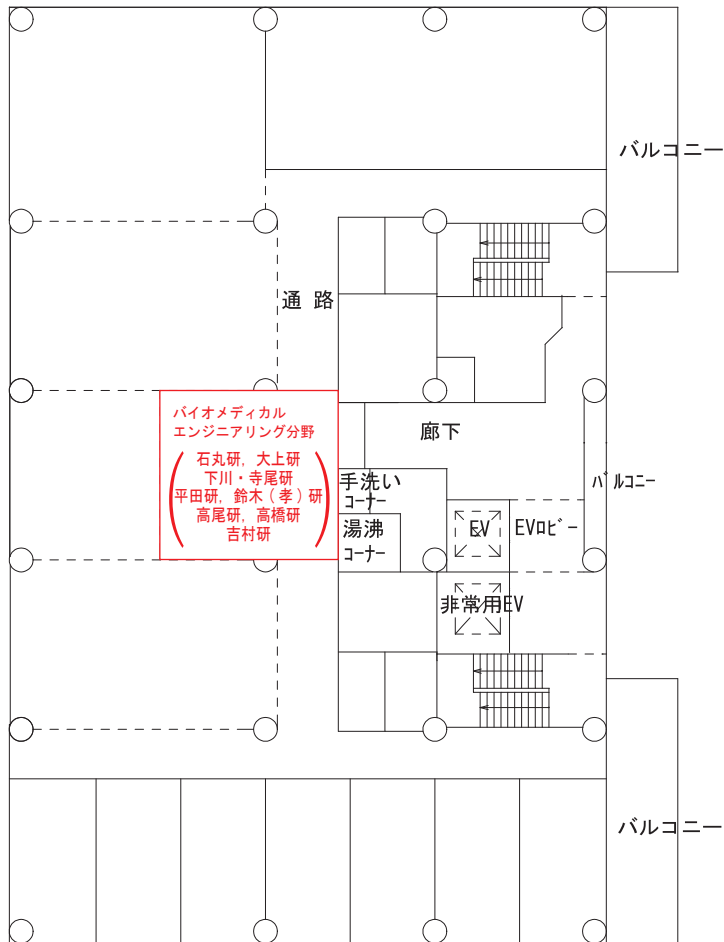 バルコニー
通 路
バイオメディカル
エンジニアリング分野
石丸研, 大上研
下川・寺尾研
平田研, 鈴木(孝)研
高尾研, 高橋研
吉村研
廊下
手洗い
コーナー
湯沸
コーナー
EV
EVロビー
バルコニー
非常用EV
バルコニー